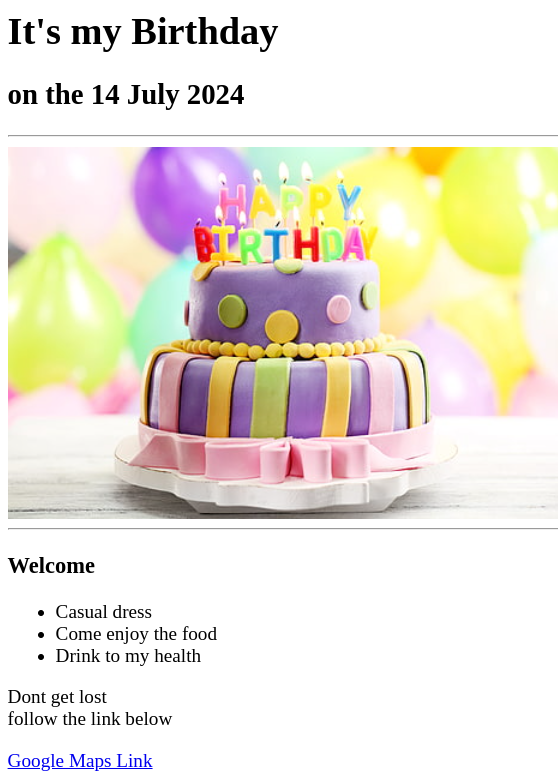 It's my Birthday
on the 14 July 2024
HAPPY
BIRTHDAY
Welcome
Casual dress
Come enjoy the food
Drink to my health
Dont get lost
follow the link below
Google Maps Link